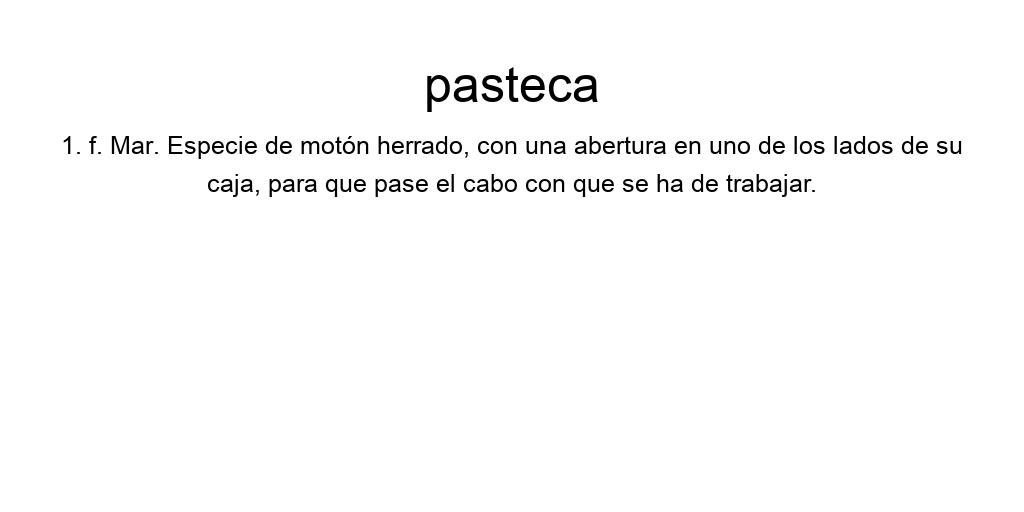 pasteca
1. f. Mar. Especie de motón herrado, con una abertura en uno de los lados de su
caja, para que pase el cabo con que se ha de trabajar.